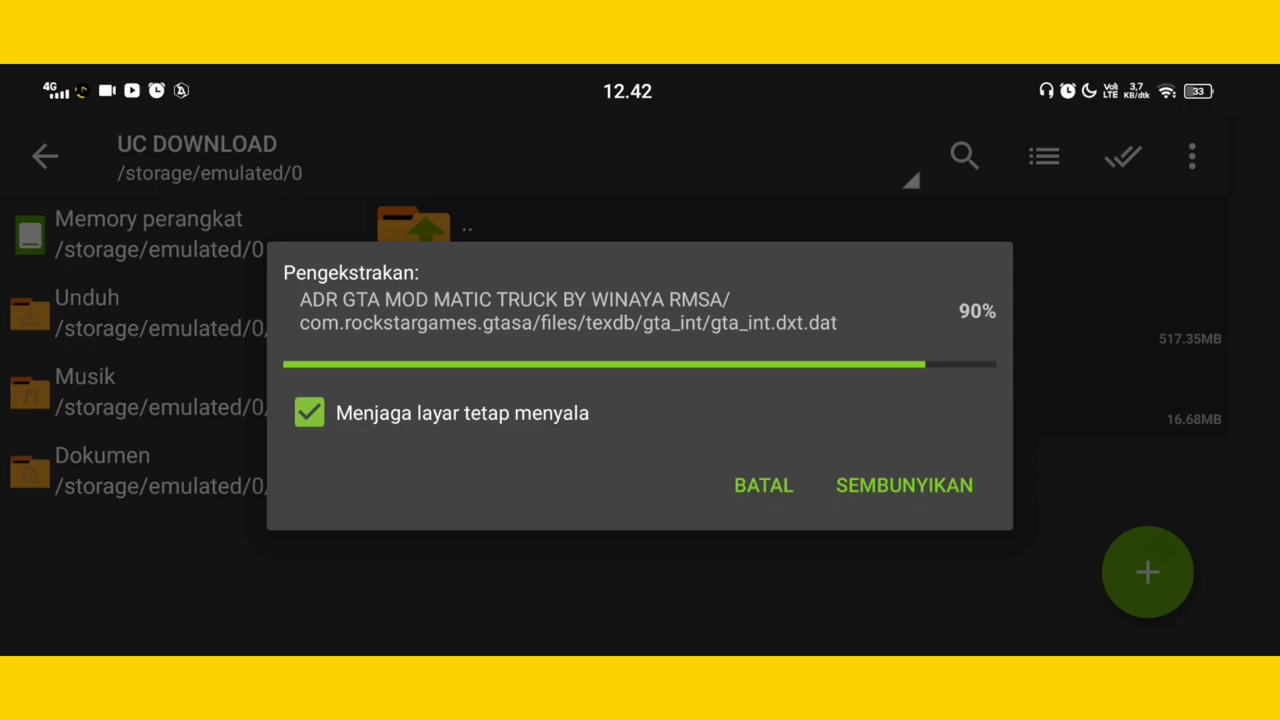 4G
12.42
Vo)
LTE
3,7
KB/dtk
33
UC DOWNLOAD
/storage/emulated/0
Memory perangkat
/storage/emulated/0
..
Unduh
/storage/emulated/0/
517.35MB
Musik
/storage/emulated/0/
16.68MB
Dokumen
/storage/emulated/0/
Pengekstrakan:
ADR GTA MOD MATIC TRUCK BY WINAYA RMSA/
com.rockstargames.gtasa/files/texdb/gta_int/gta_int.dxt.dat
90%
Menjaga layar tetap menyala
BATAL
SEMBUNYIKAN